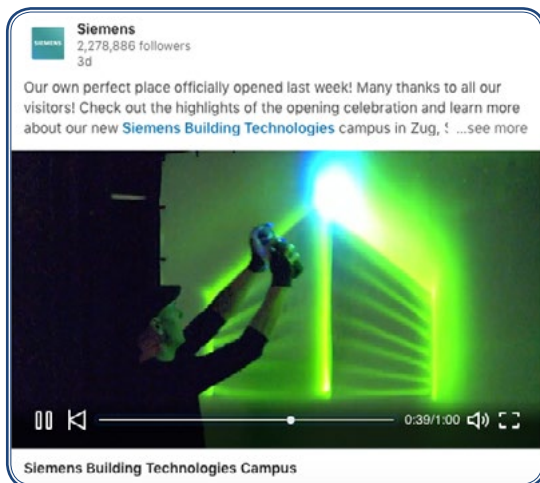 SIEMENS
Siemens
2,278,886 followers
3d
Our own perfect place officially opened last week! Many thanks to all our
visitors! Check out the highlights of the opening celebration and learn more
about our new Siemens Building Technologies campus in Zug, ...see more
0:39/1:00
Siemens Building Technologies Campus